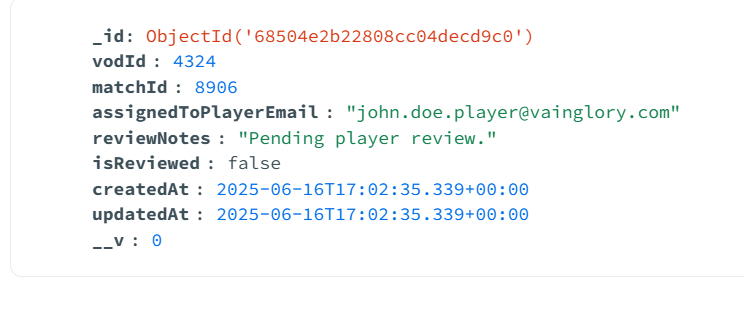 _id: ObjectId('68504e2b22808cc04decd9c0')
vodId : 4324
matchId : 8906
assignedToPlayerEmail : "john.doe.player@vainglory.com"
reviewNotes : "Pending player review."
isReviewed : false
createdAt : 2025-06-16T17:02:35.339+00:00
updatedAt : 2025-06-16T17:02:35.339+00:00
__v : 0